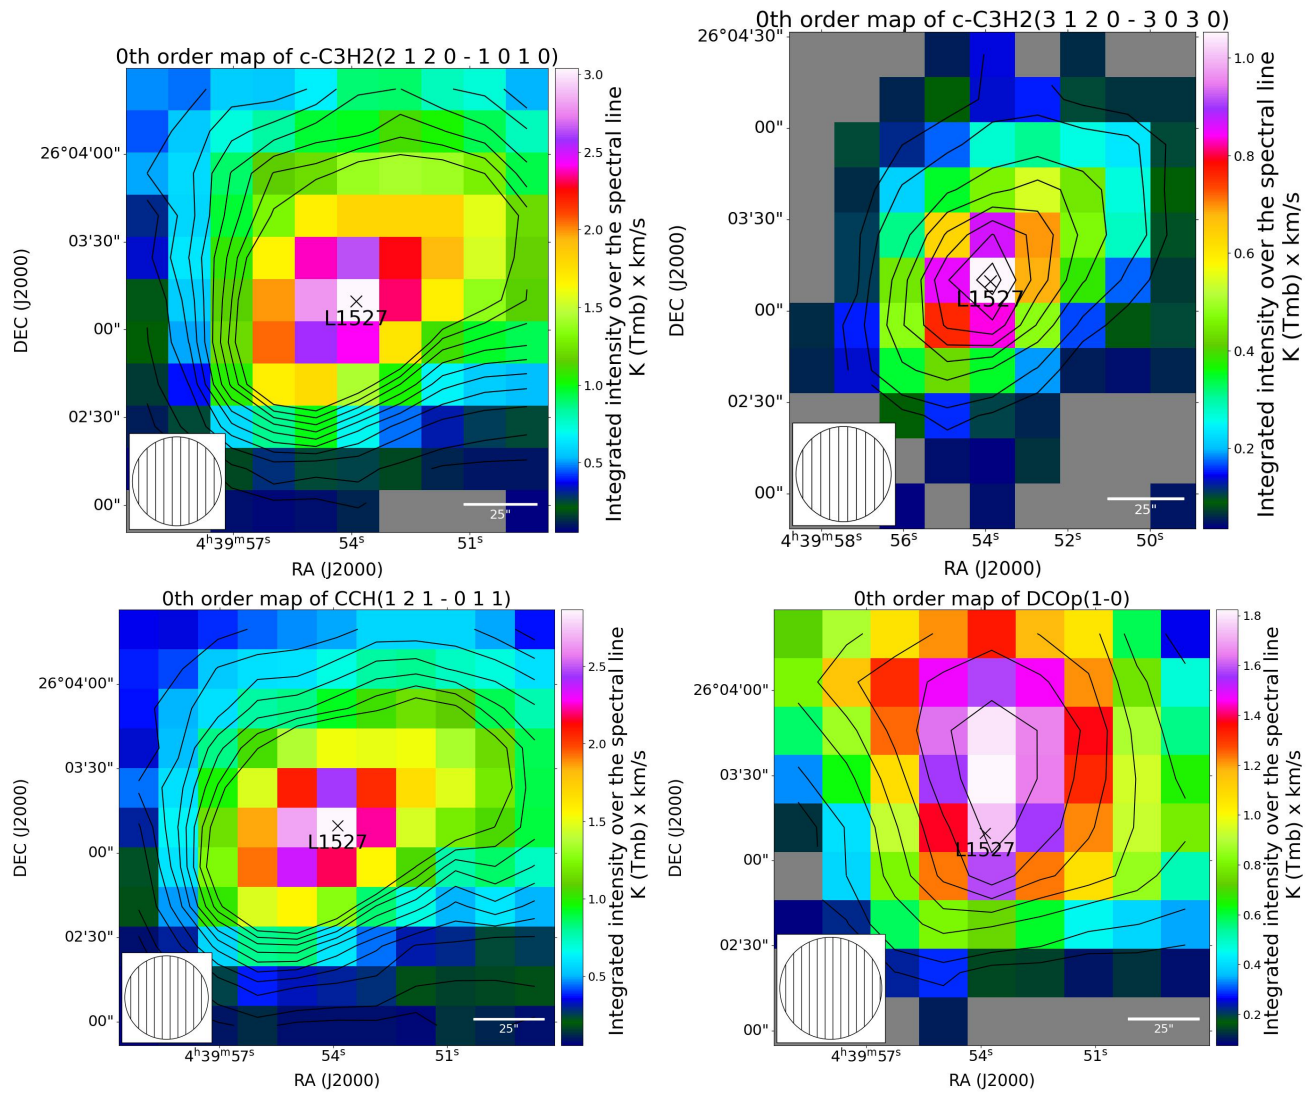 0th order map of c-C3H2(2 1 2 0 - 1 0 1 0)
3.0
2.5
2.0
1.5
1.0
0.5
Integrated intensity over the spectral line
K (Tmb) x km/s
26°04'00"
03'30"
00"
02'30"
00"
DEC (J2000)
L1527
25"
4ʰ39ᵐ57ˢ
54ˢ
51ˢ
RA (J2000)
0th order map of c-C3H2(3 1 2 0 - 3 0 3 0)
1.0
0.8
0.6
0.4
0.2
Integrated intensity over the spectral line
K (Tmb) x km/s
26°04'30"
00"
03'30"
00"
02'30"
00"
DEC (J2000)
L1527
25"
4ʰ39ᵐ58ˢ
56ˢ
54ˢ
52ˢ
50ˢ
RA (J2000)
0th order map of CCH(1 2 1 - 0 1 1)
2.5
2.0
1.5
1.0
0.5
Integrated intensity over the spectral line
K (Tmb) x km/s
26°04'00"
03'30"
00"
02'30"
00"
DEC (J2000)
L1527
25"
4ʰ39ᵐ57ˢ
54ˢ
51ˢ
RA (J2000)
0th order map of DCOp(1-0)
1.8
1.6
1.4
1.2
1.0
0.8
0.6
0.4
0.2
Integrated intensity over the spectral line
K (Tmb) x km/s
26°04'00"
03'30"
00"
02'30"
00"
DEC (J2000)
L1527
25"
4ʰ39ᵐ57ˢ
54ˢ
51ˢ
RA (J2000)